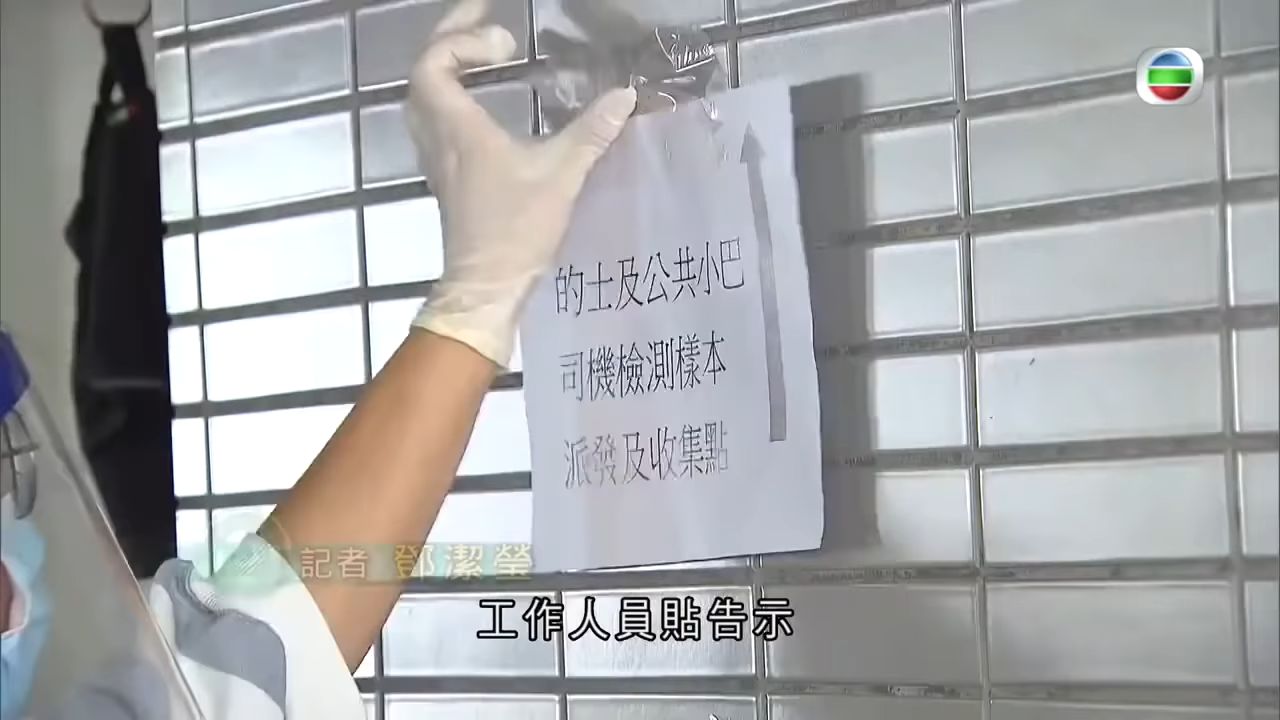 的士及公共小巴
司機檢測樣本
派發及收集點
記者 鄧潔瑩
工作人員貼告示